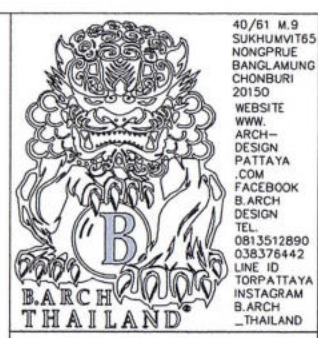 B
B.ARCH
THAILAND®
40/61 M.9
SUKHUMVIT65
NONGPRUE
BANGLAMUNG
CHONBURI
20150
WEBSITE
WWW.
ARCH-
DESIGN
PATTAYA
.COM
FACEBOOK
B.ARCH
DESIGN
TEL.
0813512890
038376442
LINE ID
TORPATTAYA
INSTAGRAM
B.ARCH
_THAILAND